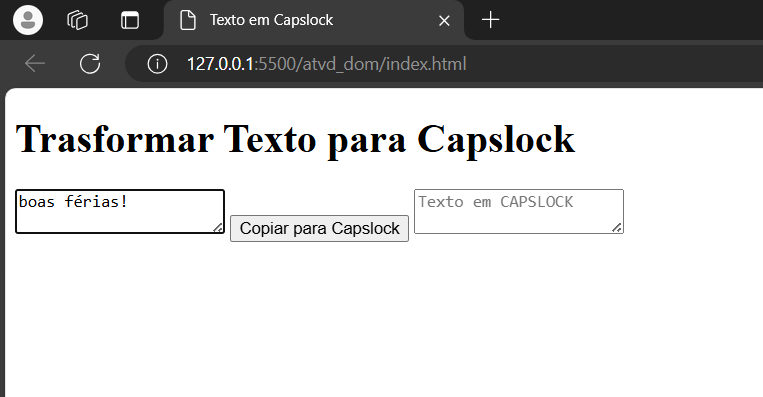 Texto em Capslock
127.0.0.1:5500/atvd_dom/index.html
Trasformar Texto para Capslock
boas férias!
Copiar para Capslock
Texto em CAPSLOCK